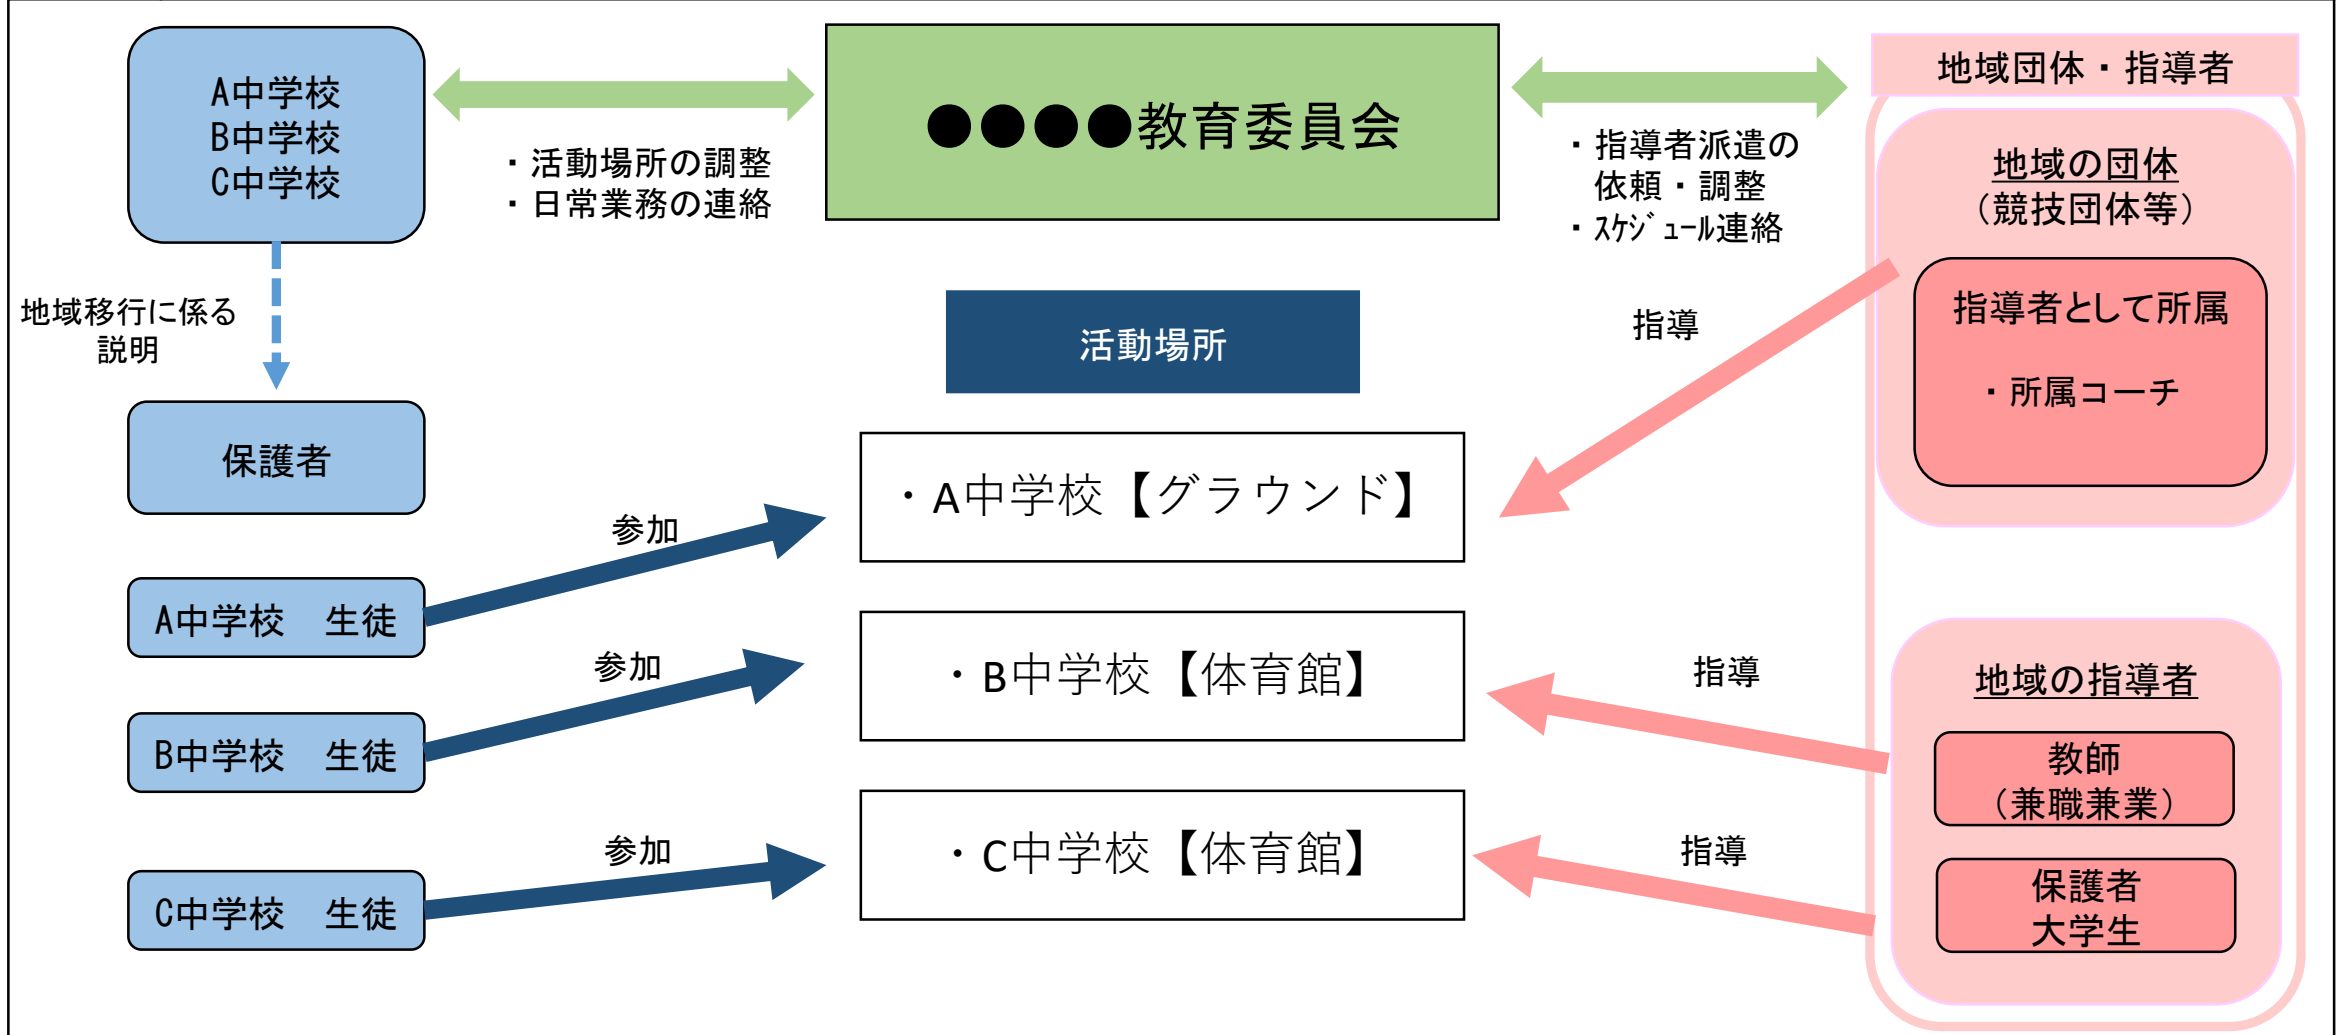 A中学校
B中学校
C中学校
・活動場所の調整
・日常業務の連絡
●●●●教育委員会
・指導者派遣の
依頼・調整
・スケジュール連絡
地域団体・指導者
地域の団体
（競技団体等）
指導者として所属
・所属コーチ
地域移行に係る
説明
保護者
活動場所
指導
・A中学校【グラウンド】
参加
A中学校　生徒
・B中学校【体育館】
参加
B中学校　生徒
指導
地域の指導者
教師
（兼職兼業）
・C中学校【体育館】
参加
C中学校　生徒
指導
保護者
大学生